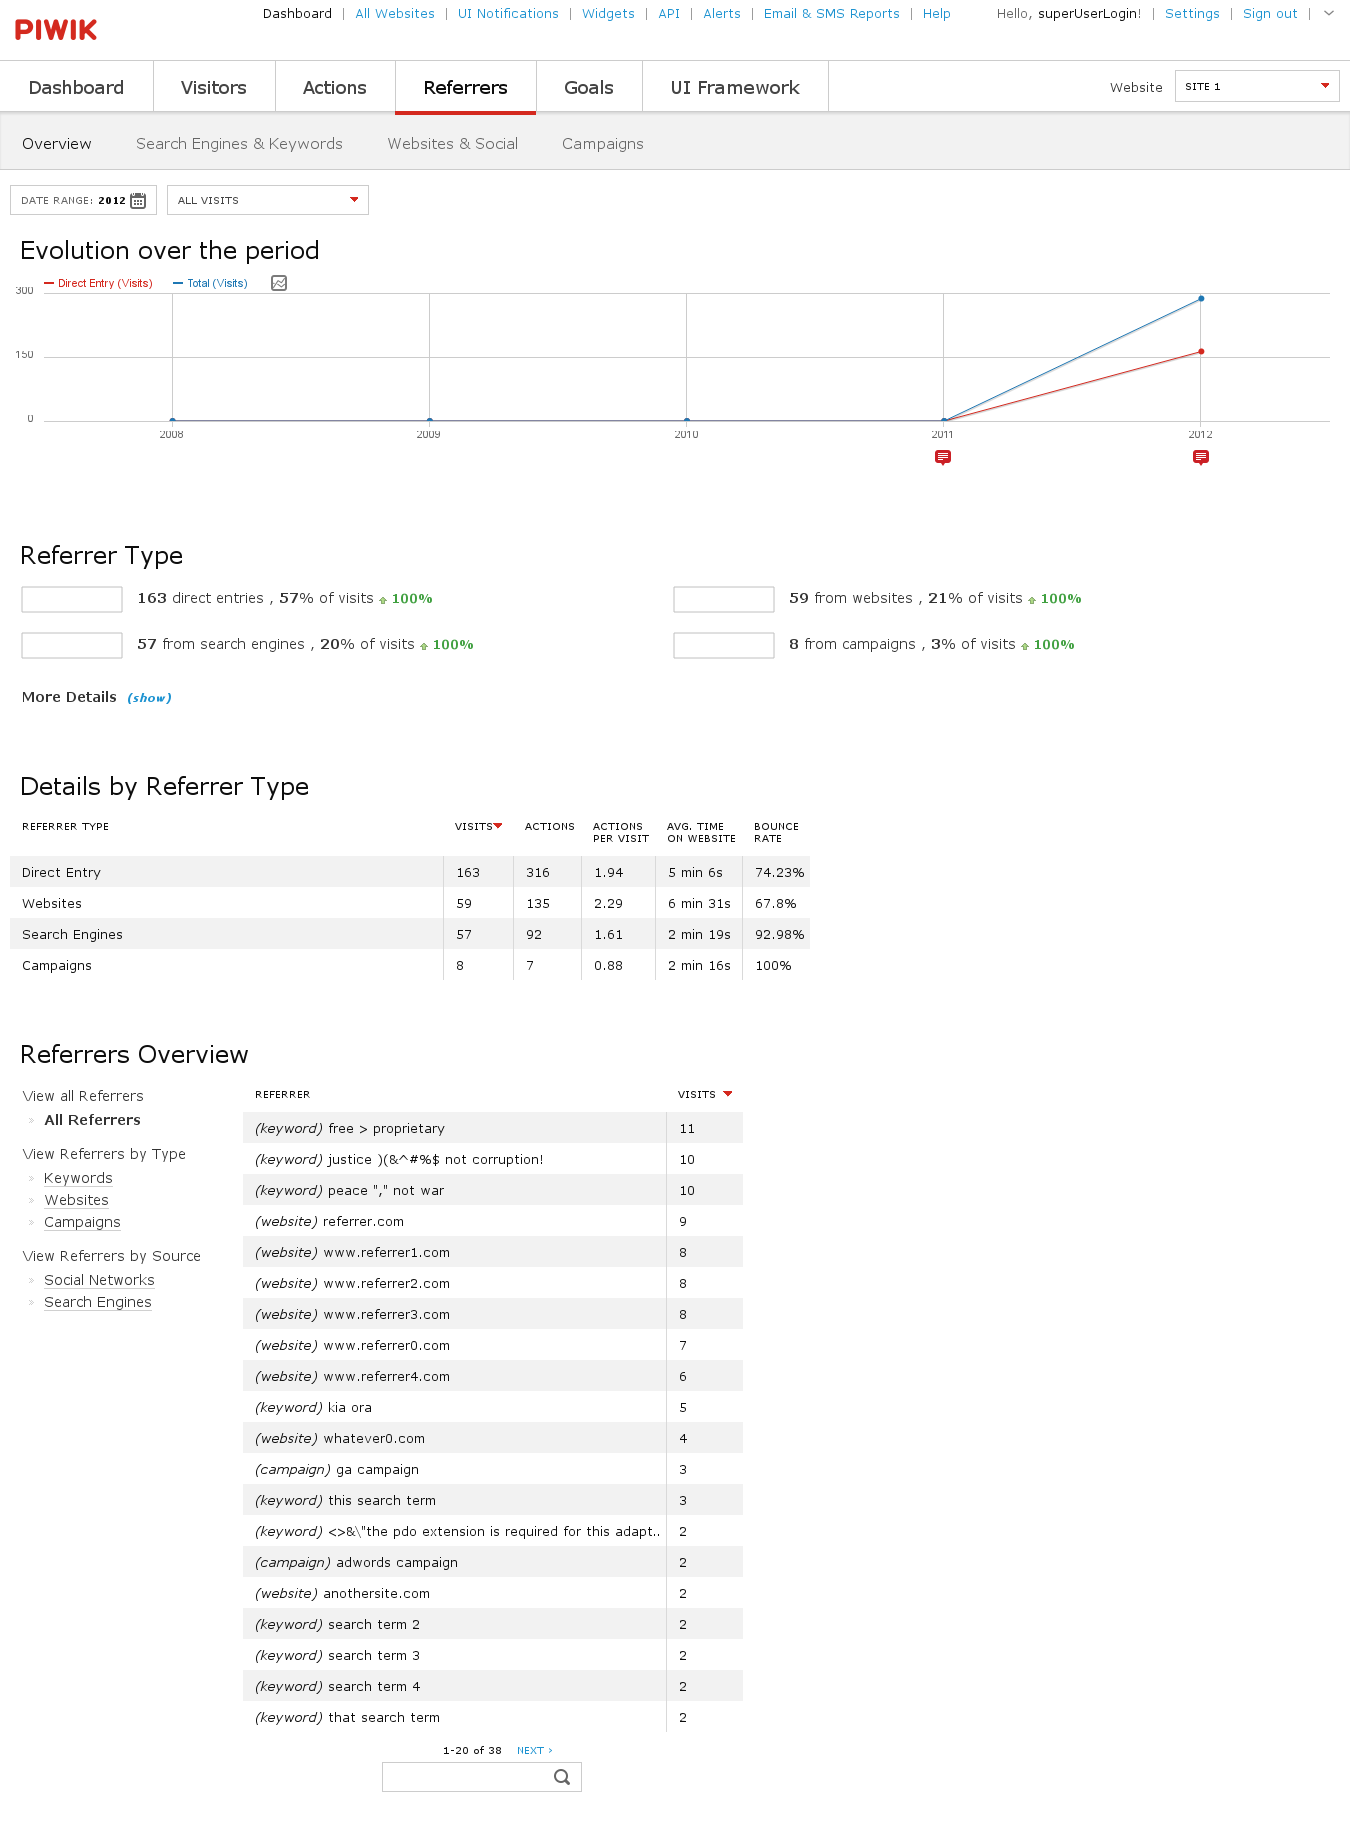 PIWIK
Dashboard | All Websites | UI Notifications | Widgets | API | Alerts | Email & SMS Reports | Help Hello, superUserLogin! | Settings | Sign out |
Dashboard Visitors Actions Referrers Goals UI Framework Website SITE 1
Overview Search Engines & Keywords Websites & Social Campaigns
DATE RANGE: 2012 ALL VISITS
Evolution over the period
Direct Entry (Visits) Total (Visits)
300
150
0
2008 2009 2010 2011 2012
Referrer Type
163 direct entries , 57% of visits 100% 59 from websites , 21% of visits 100%
57 from search engines , 20% of visits 100% 8 from campaigns , 3% of visits 100%
More Details (show)
Details by Referrer Type
REFERRER TYPE VISITS ACTIONS ACTIONS PER VISIT AVG. TIME ON WEBSITE BOUNCE RATE
Direct Entry 163 316 1.94 5 min 6s 74.23%
Websites 59 135 2.29 6 min 31s 67.8%
Search Engines 57 92 1.61 2 min 19s 92.98%
Campaigns 8 7 0.88 2 min 16s 100%
Referrers Overview
View all Referrers
» All Referrers
View Referrers by Type
» Keywords
» Websites
» Campaigns
View Referrers by Source
» Social Networks
» Search Engines
REFERRER VISITS
(keyword) free > proprietary 11
(keyword) justice )(&^#%$ not corruption! 10
(keyword) peace "," not war 10
(website) referrer.com 9
(website) www.referrer1.com 8
(website) www.referrer2.com 8
(website) www.referrer3.com 8
(website) www.referrer0.com 7
(website) www.referrer4.com 6
(keyword) kia ora 5
(website) whatever0.com 4
(campaign) ga campaign 3
(keyword) this search term 3
(keyword) <>&\"the pdo extension is required for this adapt.. 2
(campaign) adwords campaign 2
(website) anothersite.com 2
(keyword) search term 2 2
(keyword) search term 3 2
(keyword) search term 4 2
(keyword) that search term 2
1-20 of 38 NEXT ›